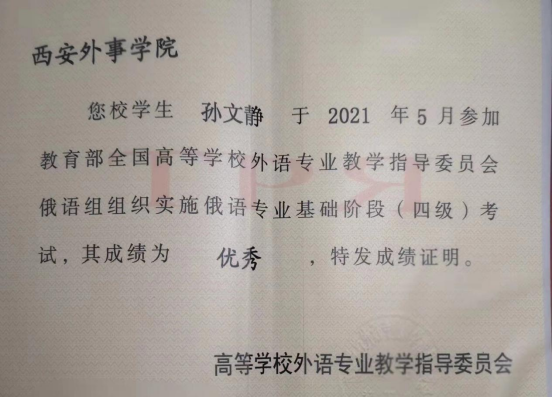 西安外事学院
您校学生 孙文静 于 2021 年 5 月参加
教育部全国高等学校外语专业教学指导委员会
俄语组组织实施俄语专业基础阶段（四级）考
试，其成绩为 优秀 ，特发成绩证明。
高等学校外语专业教学指导委员会